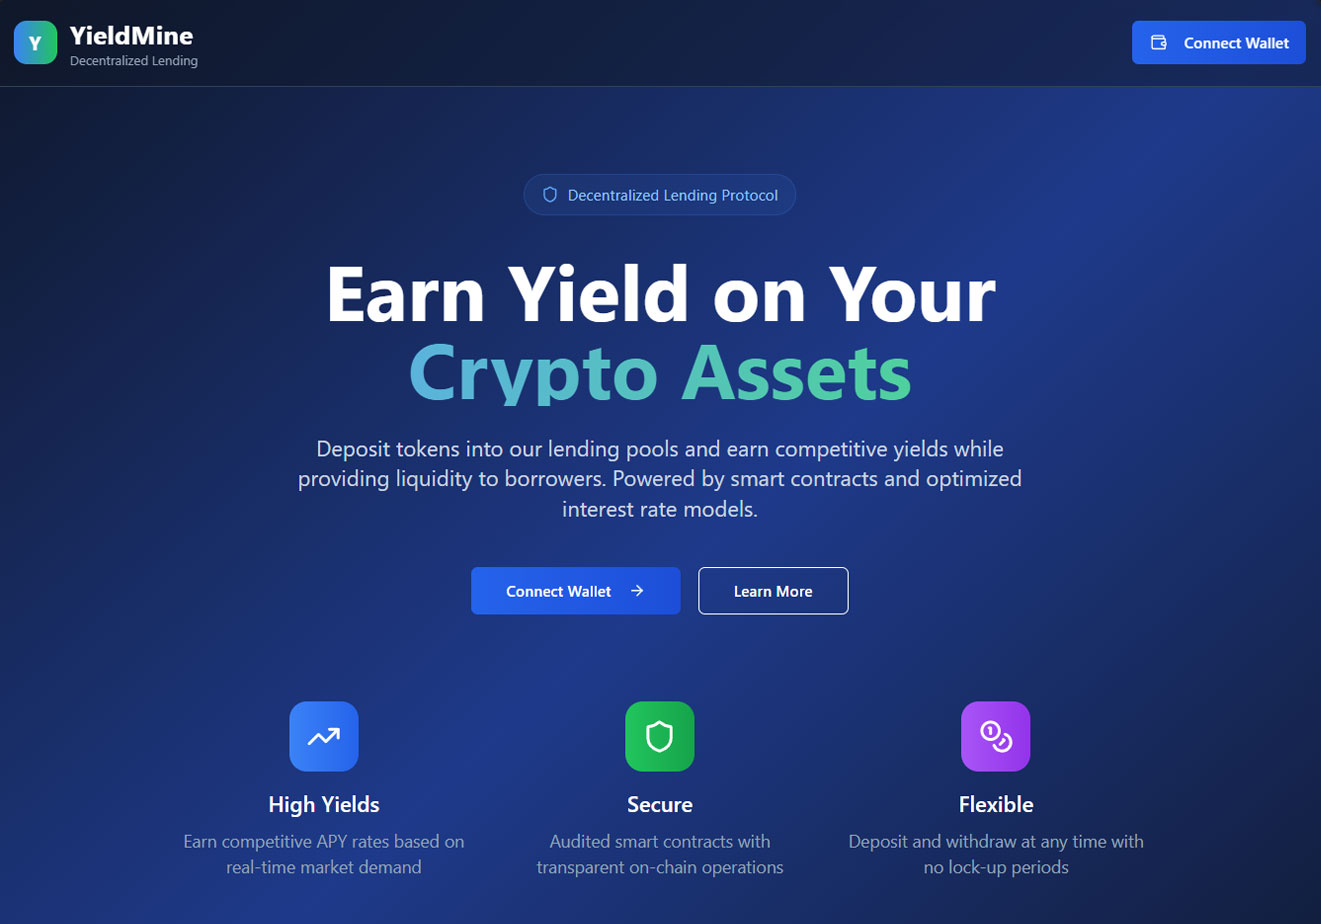 Y
YieldMine
Decentralized Lending
Connect Wallet
Decentralized Lending Protocol
Earn Yield on Your
Crypto Assets
Deposit tokens into our lending pools and earn competitive yields while
providing liquidity to borrowers. Powered by smart contracts and optimized
interest rate models.
Connect Wallet
Learn More
High Yields
Earn competitive APY rates based on
real-time market demand
Secure
Audited smart contracts with
transparent on-chain operations
Flexible
Deposit and withdraw at any time with
no lock-up periods